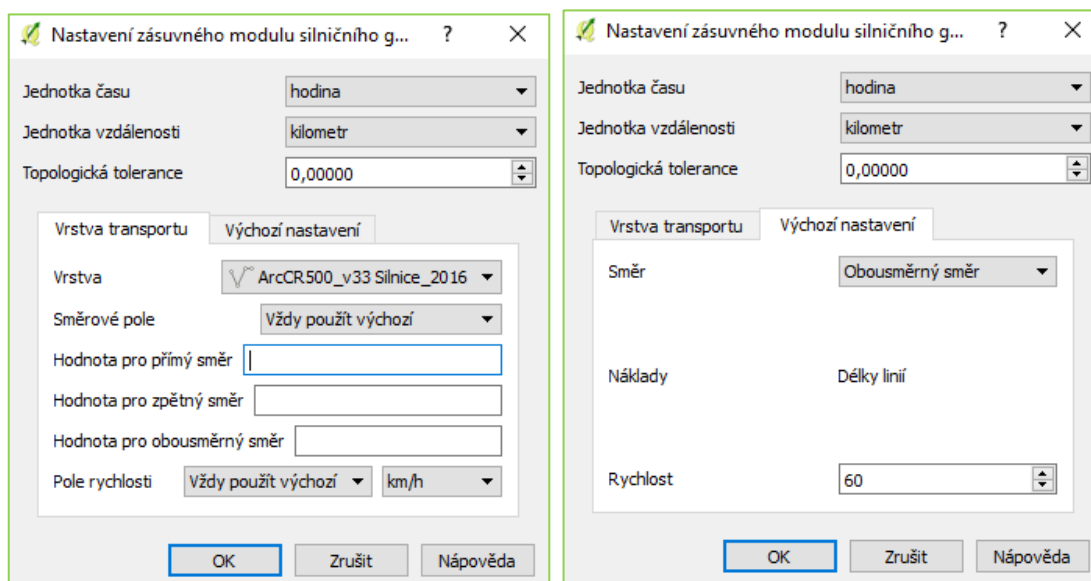 Nastavení zásuvného modulu silničního g... ?
Jednotka času hodina
Jednotka vzdálenosti kilometr
Topologická tolerance 0,00000
Vrstva transportu Výchozí nastavení
Vrstva ArcCR500_v33 Silnice_2016
Směrové pole Vždy použít výchozí
Hodnota pro přímý směr
Hodnota pro zpětný směr
Hodnota pro obousměrný směr
Pole rychlosti Vždy použít výchozí km/h
OK Zrušit Nápověda
Nastavení zásuvného modulu silničního g... ?
Jednotka času hodina
Jednotka vzdálenosti kilometr
Topologická tolerance 0,00000
Vrstva transportu Výchozí nastavení
Směr Obousměrný směr
Náklady Délky linií
Rychlost 60
OK Zrušit Nápověda